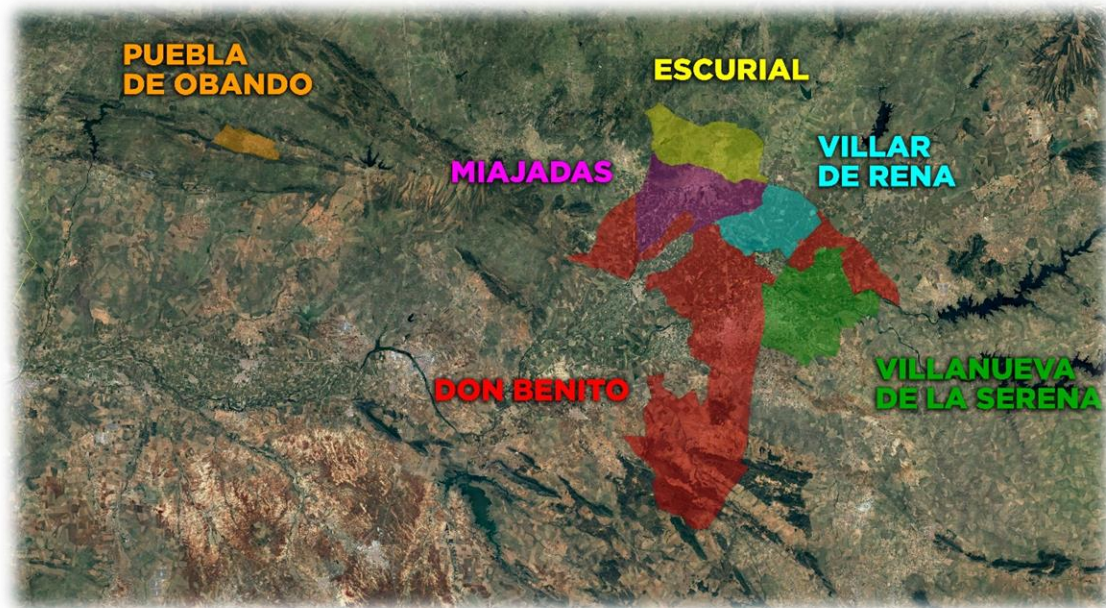 PUEBLA
DE OBANDO
ESCURIAL
MIAJADAS
VILLAR
DE RENA
DON BENITO
VILLANUEVA
DE LA SERENA